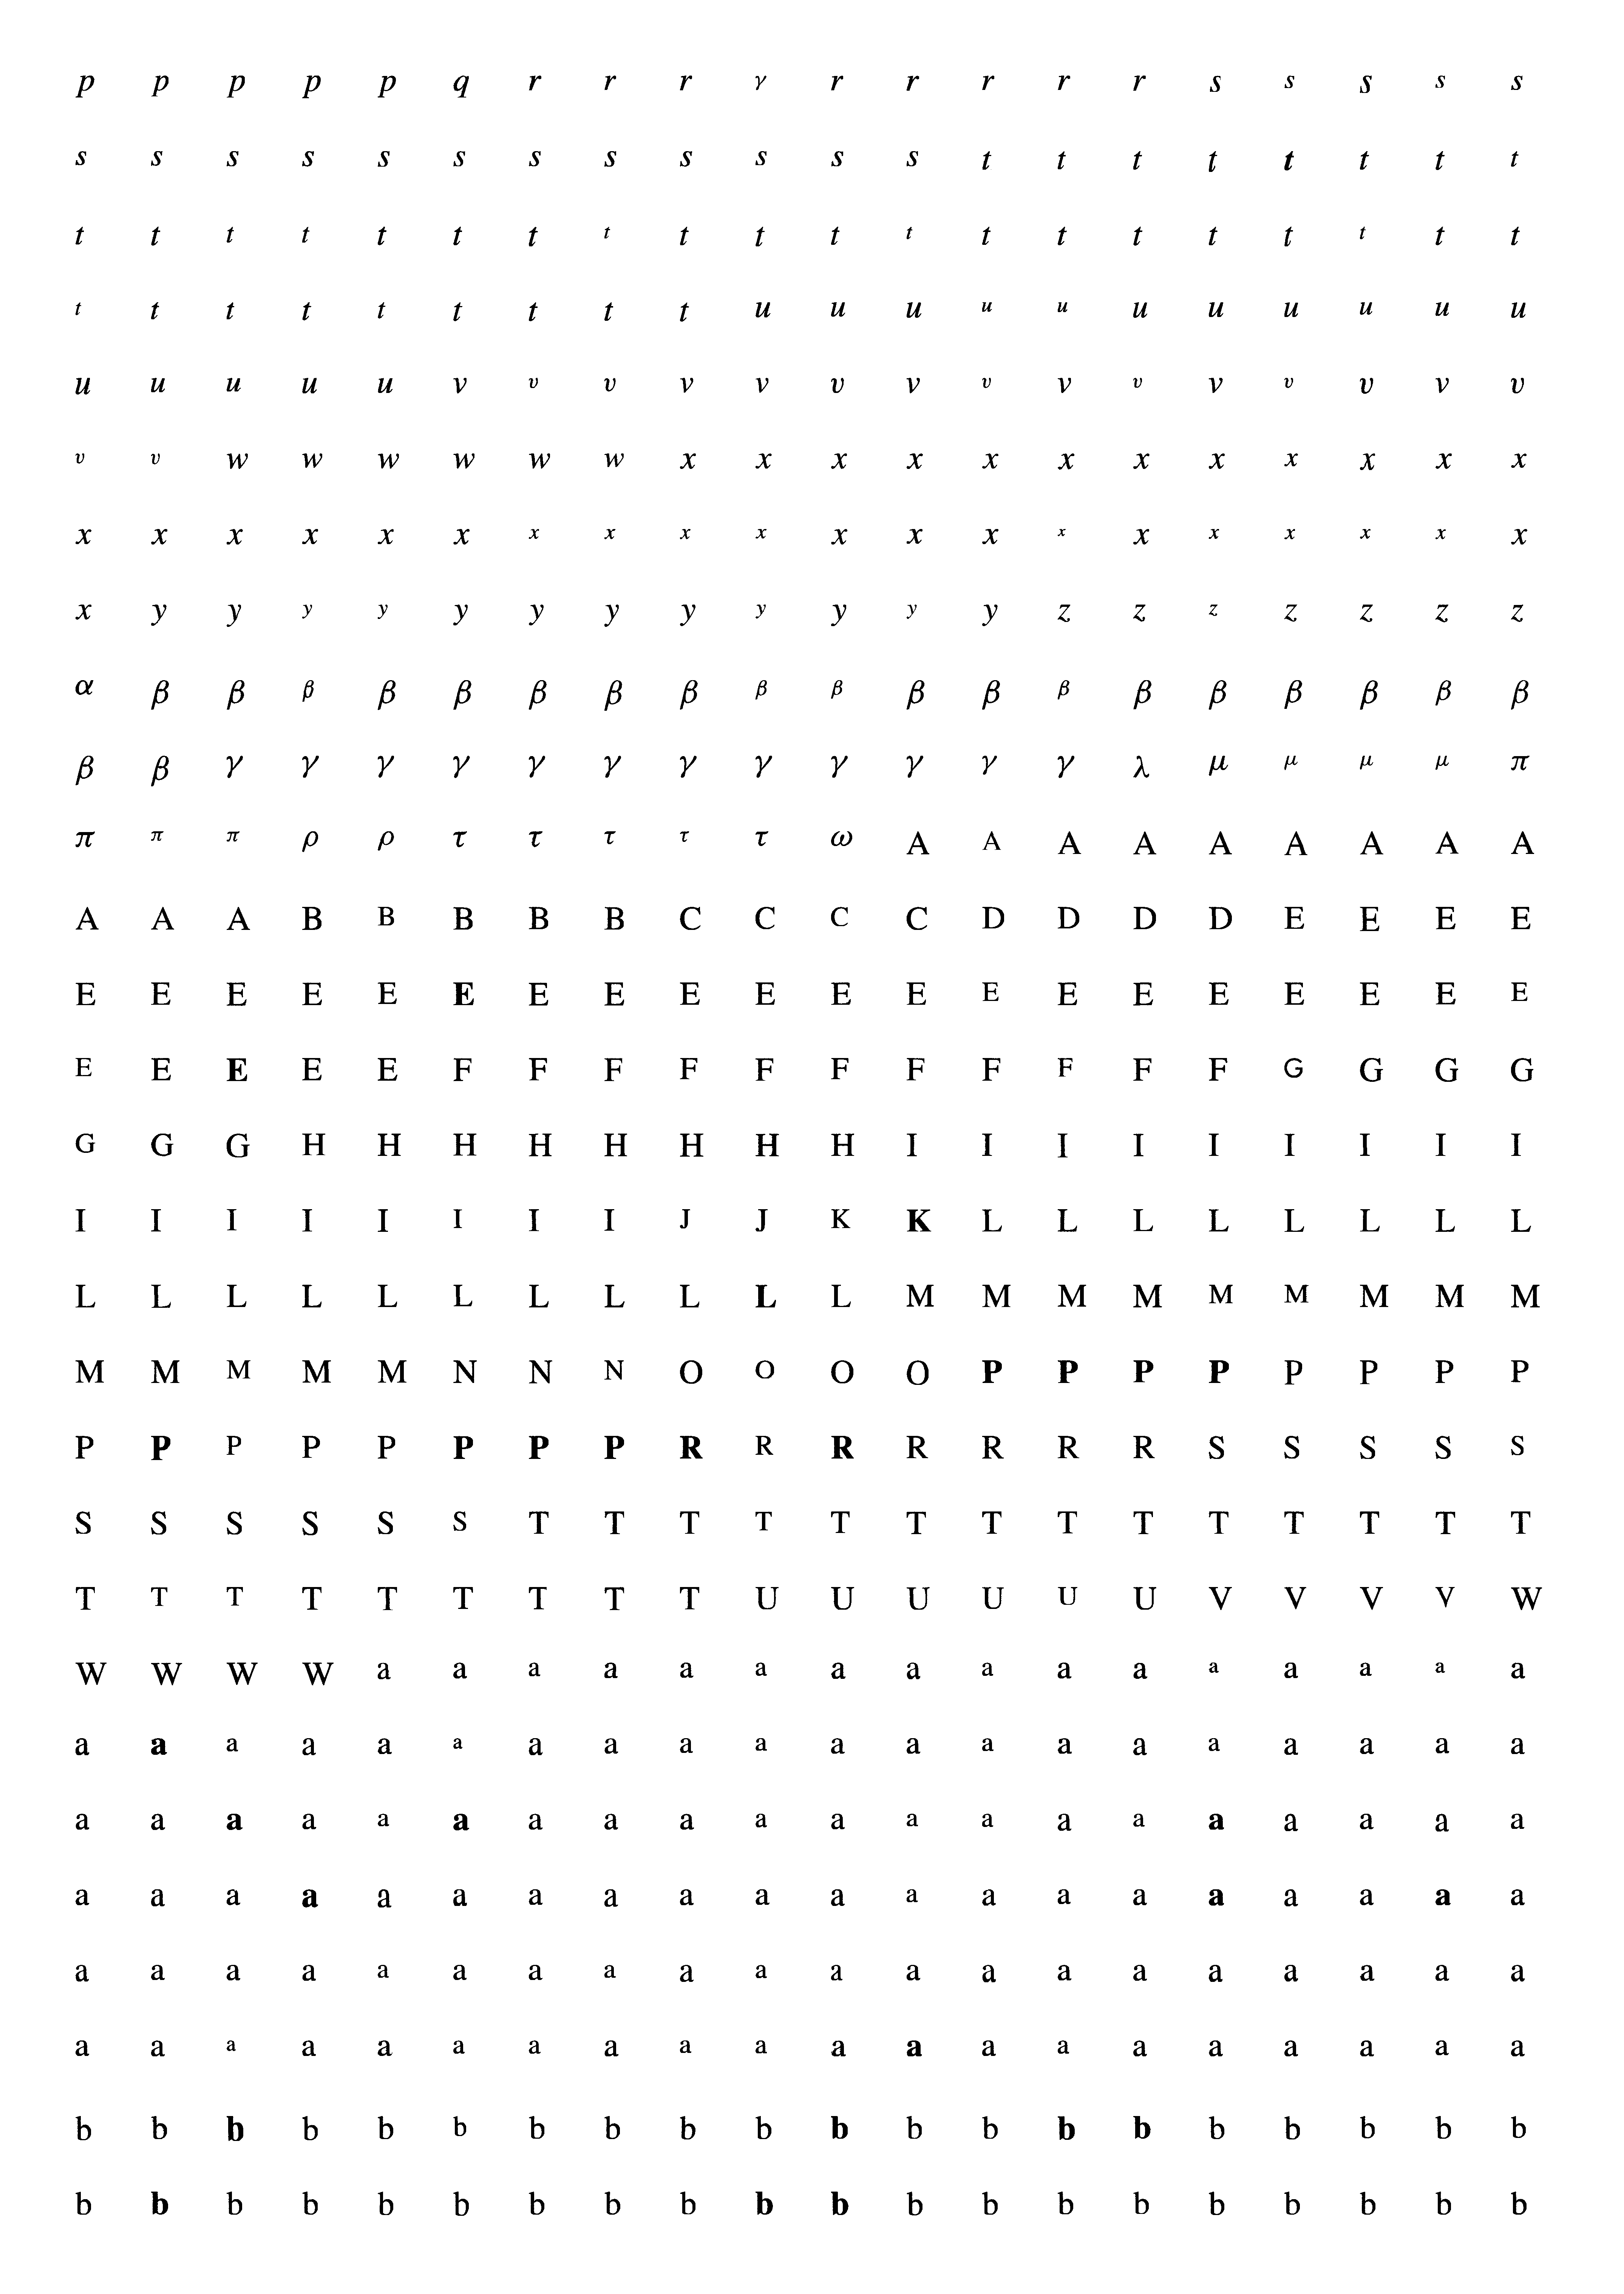 p p p p p q r r r γ r r r r r s s s s s
s s s s s s s s s s s s t t t t t t t t
t t t t t t t t t t t t t t t t t t t t
t t t t t t t t t u u u u u u u u u u u
u u u u u v v v v v v v v v v v v v v v
v v w w w w w w x x x x x x x x x x x x
x x x x x x x x x x x x x x x x x x x x
x y y y y y y y y y y y y z z z z z z z
α β β β β β β β β β β β β β β β β β β β
β β γ γ γ γ γ γ γ γ γ γ γ γ λ μ μ μ μ π
π π π ρ ρ τ τ τ τ τ ω A A A A A A A A A
A A A B B B B B C C C C D D D D E E E E
E E E E E E E E E E E E E E E E E E E E
E E E E E F F F F F F F F F F F G G G G
G G G H H H H H H H H I I I I I I I I I
I I I I I I I I J J K K L L L L L L L L
L L L L L L L L L L L M M M M M M M M M
M M M M M N N N O O O O P P P P P P P P
P P P P P P P P R R R R R R R S S S S S
S S S S S S T T T T T T T T T T T T T T
T T T T T T T T T U U U U U U V V V V W
W W W W a a a a a a a a a a a a a a a a
a a a a a a a a a a a a a a a a a a a a
a a a a a a a a a a a a a a a a a a a a
a a a a a a a a a a a a a a a a a a a a
a a a a a a a a a a a a a a a a a a a a
a a a a a a a a a a a a a a a a a a a a
b b b b b b b b b b b b b b b b b b b b
b b b b b b b b b b b b b b b b b b b b